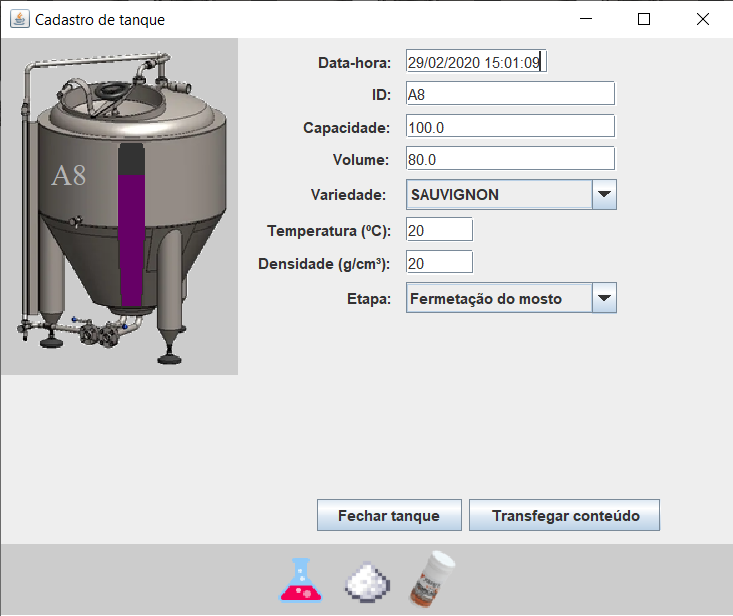 Cadastro de tanque
Data-hora: 29/02/2020 15:01:09
ID: A8
Capacidade: 100.0
Volume: 80.0
Variedade: SAUVIGNON
Temperatura (ºC): 20
Densidade (g/cm³): 20
Etapa: Fermetação do mosto
A8
Fechar tanque Transfegar conteúdo